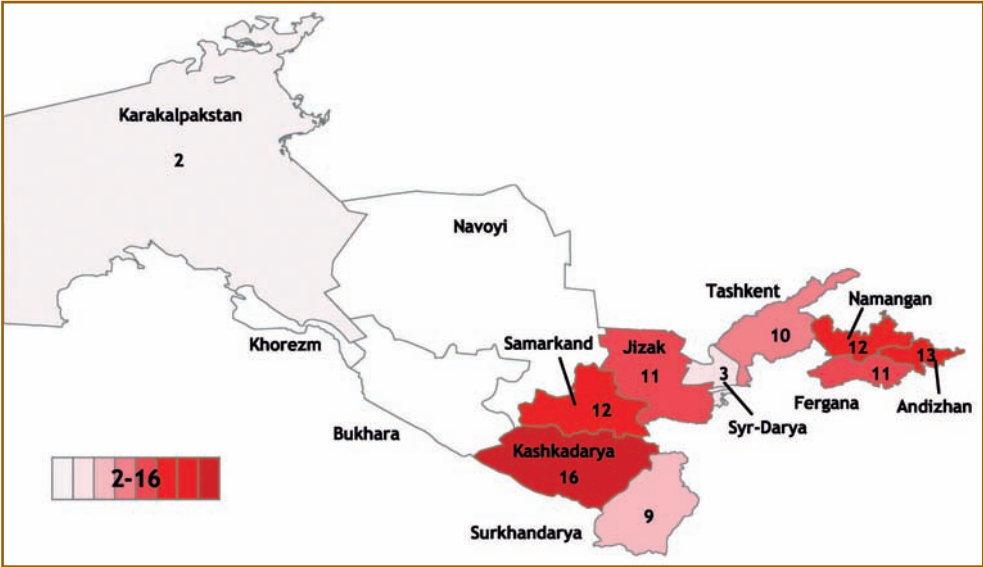 Karakalpakstan
2
Navoyi
Tashkent
Namangan
10
12
13
Khorezm
Samarkand
Jizak
11
3
11
Fergana
Andizhan
12
Syr-Darya
Bukhara
Kashkadarya
16
2-16
9
Surkhandarya